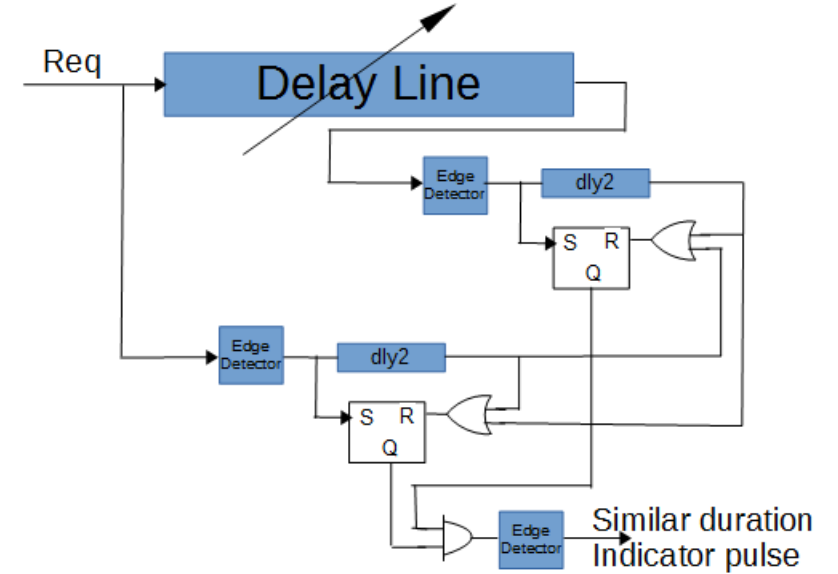 Req
Delay Line
Edge
Detector
dly2
S R
Q
Edge
Detector
dly2
S R
Q
Edge
Detector
Similar duration
Indicator pulse